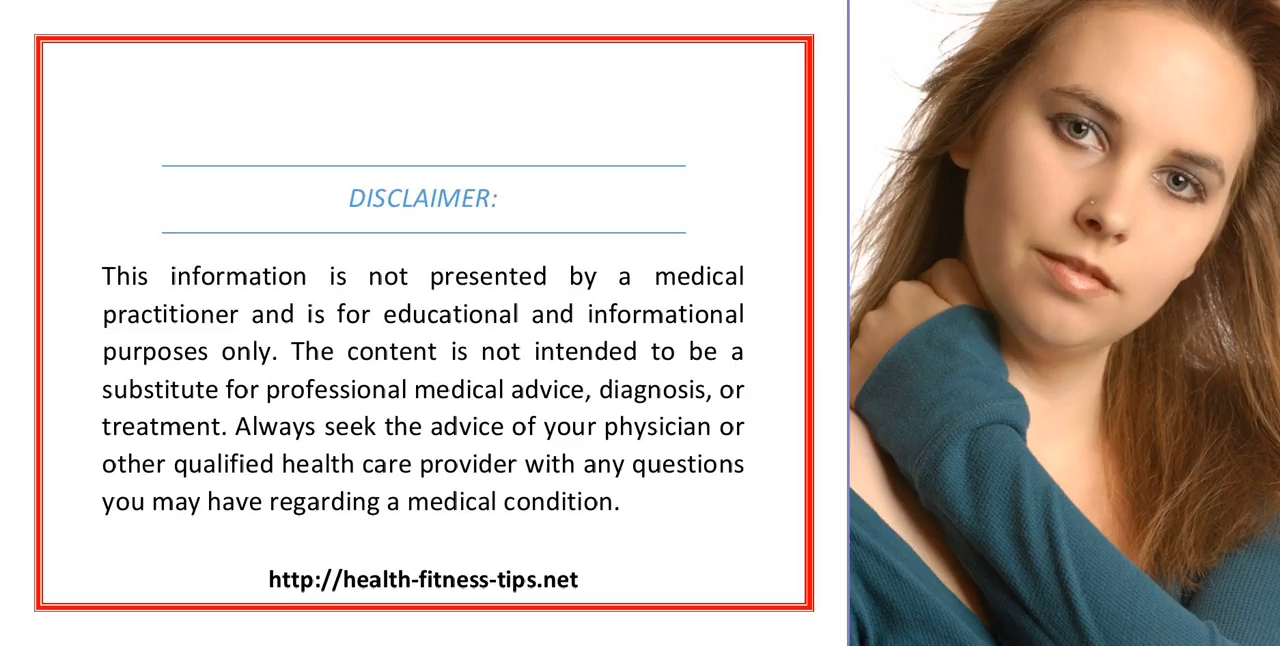 DISCLAIMER:
This information is not presented by a medical
practitioner and is for educational and informational
purposes only. The content is not intended to be a
substitute for professional medical advice, diagnosis, or
treatment. Always seek the advice of your physician or
other qualified health care provider with any questions
you may have regarding a medical condition.
http://health-fitness-tips.net